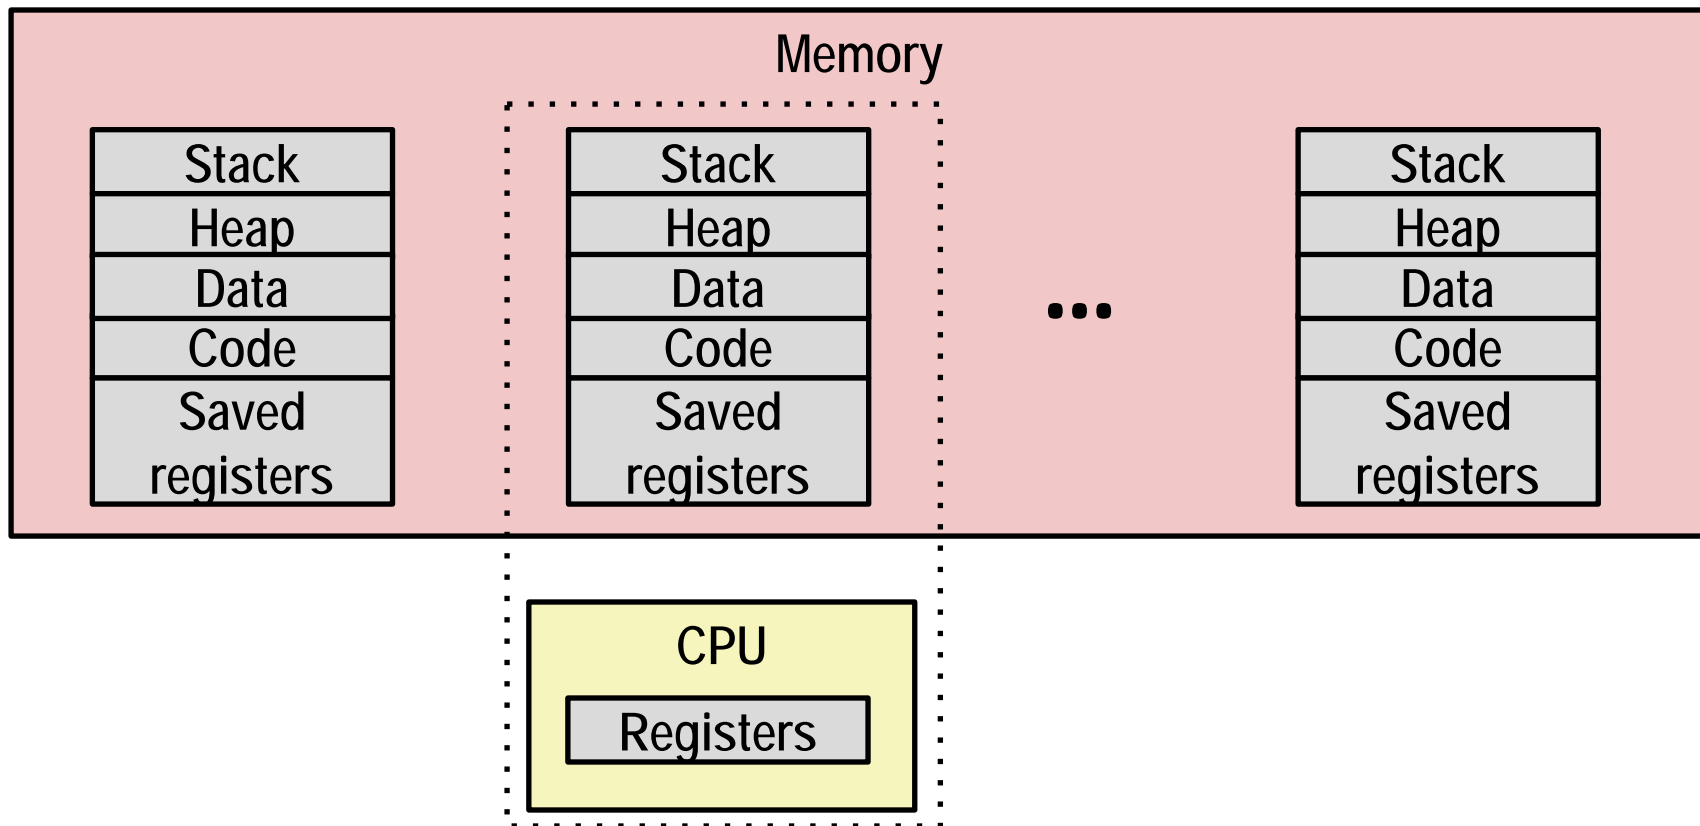 Memory
Stack
Heap
Data
Code
Saved
registers
Stack
Heap
Data
Code
Saved
registers
...
Stack
Heap
Data
Code
Saved
registers
CPU
Registers